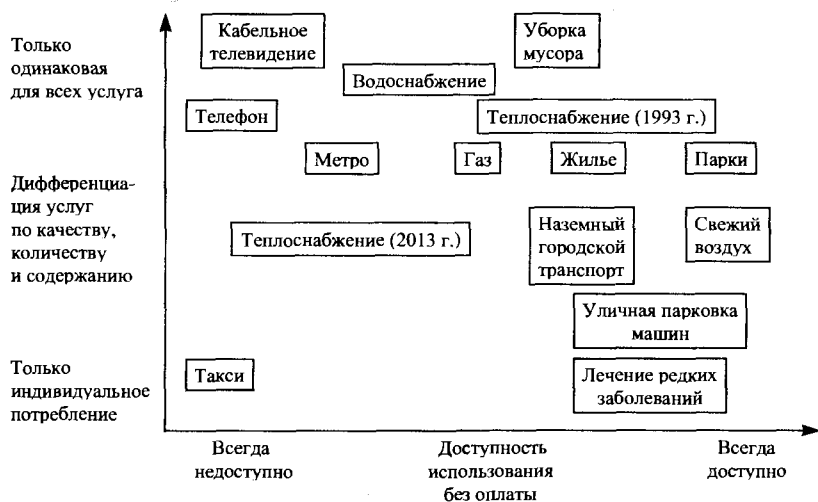 Только
одинаковая
для всех услуга
Дифференциа-
ация услуг
по качеству,
количеству
и содержанию
Только
индивидуальное
потребление
Кабельное
телевидение
Уборка
мусора
Водоснабжение
Телефон
Теплоснабжение (1993 г.)
Метро
Газ
Жилье
Парки
Теплоснабжение (2013 г.)
Наземный
городской
транспорт
Свежий
воздух
Уличная парковка
машин
Такси
Лечение редких
заболеваний
Всегда
недоступно
Доступность
использования
без оплаты
Всегда
доступно